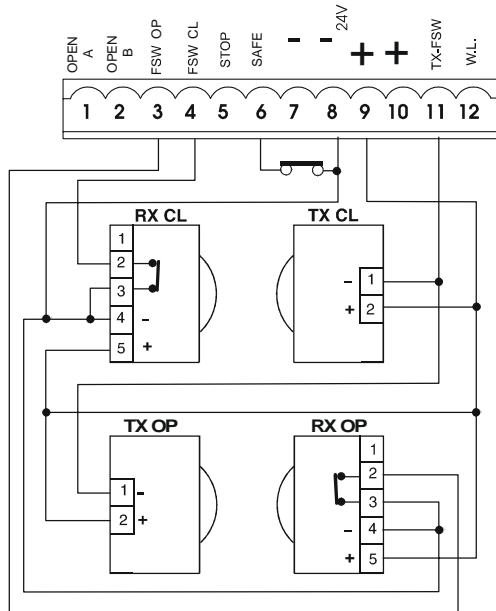 OPEN A
OPEN B
FSW OP
FSW CL
STOP
SAFE
-
-
24V
+
+
TX-FSW
W.L.
1 2 3 4 5 6 7 8 9 10 11 12
RX CL
1
2
3
4 -
5 +
TX CL
- 1
+ 2
TX OP
1 -
2 +
RX OP
1
2
3
- 4
+ 5